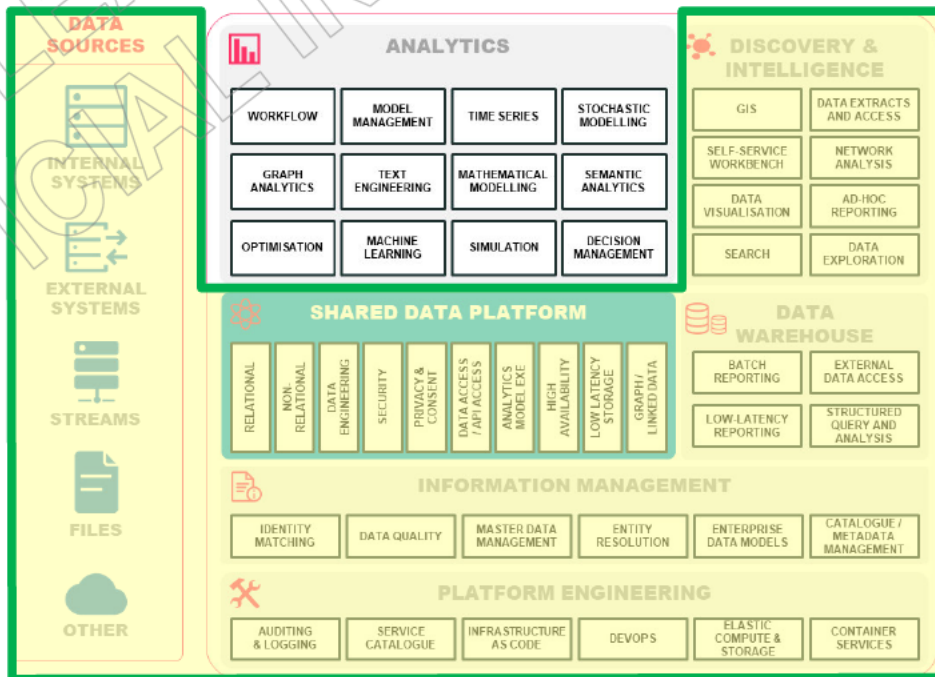 DATA
SOURCES
INTERNAL
SYSTEMS
EXTERNAL
SYSTEMS
STREAMS
FILES
OTHER
ANALYTICS
WORKFLOW
MODEL
MANAGEMENT
TIME SERIES
STOCHASTIC
MODELLING
GRAPH
ANALYTICS
TEXT
ENGINEERING
MATHEMATICAL
MODELLING
SEMANTIC
ANALYTICS
OPTIMISATION
MACHINE
LEARNING
SIMULATION
DECISION
MANAGEMENT
DISCOVERY &
INTELLIGENCE
GIS
DATA EXTRACTS
AND ACCESS
SELF-SERVICE
WORKBENCH
NETWORK
ANALYSIS
DATA
VISUALISATION
AD-HOC
REPORTING
SEARCH
DATA
EXPLORATION
SHARED DATA PLATFORM
RELATIONAL
NON-
RELATIONAL
DATA
ENGINEERING
SECURITY
PRIVACY &
CONSENT
DATA ACCESS
/ API ACCESS
ANALYTICS
MODEL EXE
HIGH
AVAILABILITY
LOW LATENCY
STORAGE
GRAPH /
LINKED DATA
DATA
WAREHOUSE
BATCH
REPORTING
EXTERNAL
DATA ACCESS
LOW-LATENCY
REPORTING
STRUCTURED
QUERY AND
ANALYSIS
INFORMATION MANAGEMENT
IDENTITY
MATCHING
DATA QUALITY
MASTER DATA
MANAGEMENT
ENTITY
RESOLUTION
ENTERPRISE
DATA MODELS
CATALOGUE /
METADATA
MANAGEMENT
PLATFORM ENGINEERING
AUDITING
& LOGGING
SERVICE
CATALOGUE
INFRASTRUCTURE
AS CODE
DEVOPS
ELASTIC
COMPUTE &
STORAGE
CONTAINER
SERVICES